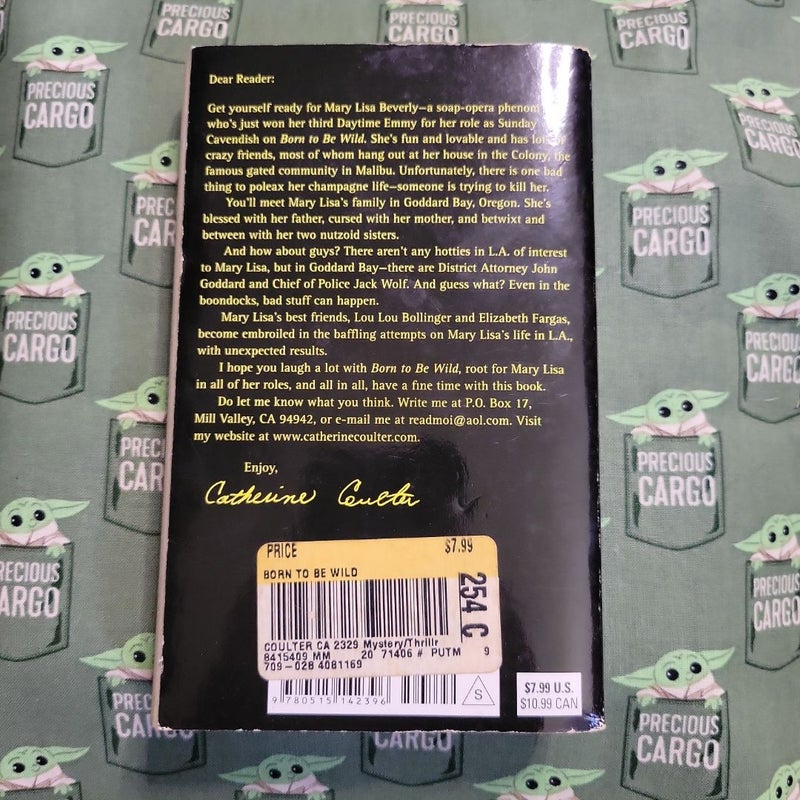 Dear Reader:
Get yourself ready for Mary Lisa Beverly—a soap-opera phenom
who's just won her third Daytime Emmy for her role as Sunday
Cavendish on Born to Be Wild. She's fun and lovable and has lots of
crazy friends, most of whom hang out at her house in the Colony, the
famous gated community in Malibu. Unfortunately, there is one bad
thing to poleax her champagne life—someone is trying to kill her.
You'll meet Mary Lisa's family in Goddard Bay, Oregon. She's
blessed with her father, cursed with her mother, and betwixt and
between with her two nutzoid sisters.
And how about guys? There aren't any hotties in L.A. of interest
to Mary Lisa, but in Goddard Bay—there are District Attorney John
Goddard and Chief of Police Jack Wolf. And guess what? Even in the
boondocks, bad stuff can happen.
Mary Lisa's best friends, Lou Lou Bollinger and Elizabeth Fargas,
become embroiled in the baffling attempts on Mary Lisa's life in L.A.,
with unexpected results.
I hope you laugh a lot with Born to Be Wild, root for Mary Lisa
in all of her roles, and all in all, have a fine time with this book.
Do let me know what you think. Write me at P.O. Box 17,
Mill Valley, CA 94942, or e-mail me at readmoi@aol.com. Visit
my website at www.catherinecoulter.com.
Enjoy,
Catherine Coulter
PRICE $7.99
BORN TO BE WILD
254 C
COULTER CA 2329 Mystery/Thrillr
8415409 MM 20 71406 # PUTM 9
709-02B 4081169
9 780515 142396
S
$7.99 U.S.
$10.99 CAN
PRECIOUS
CARGO
PRECIOUS
CARGO
PRECIOUS
CARGO
PRECIOUS
CARGO
PRECIOUS
CARGO
PRECIOUS
CARGO
PRECIOUS
CARGO
PRECIOUS
CARGO